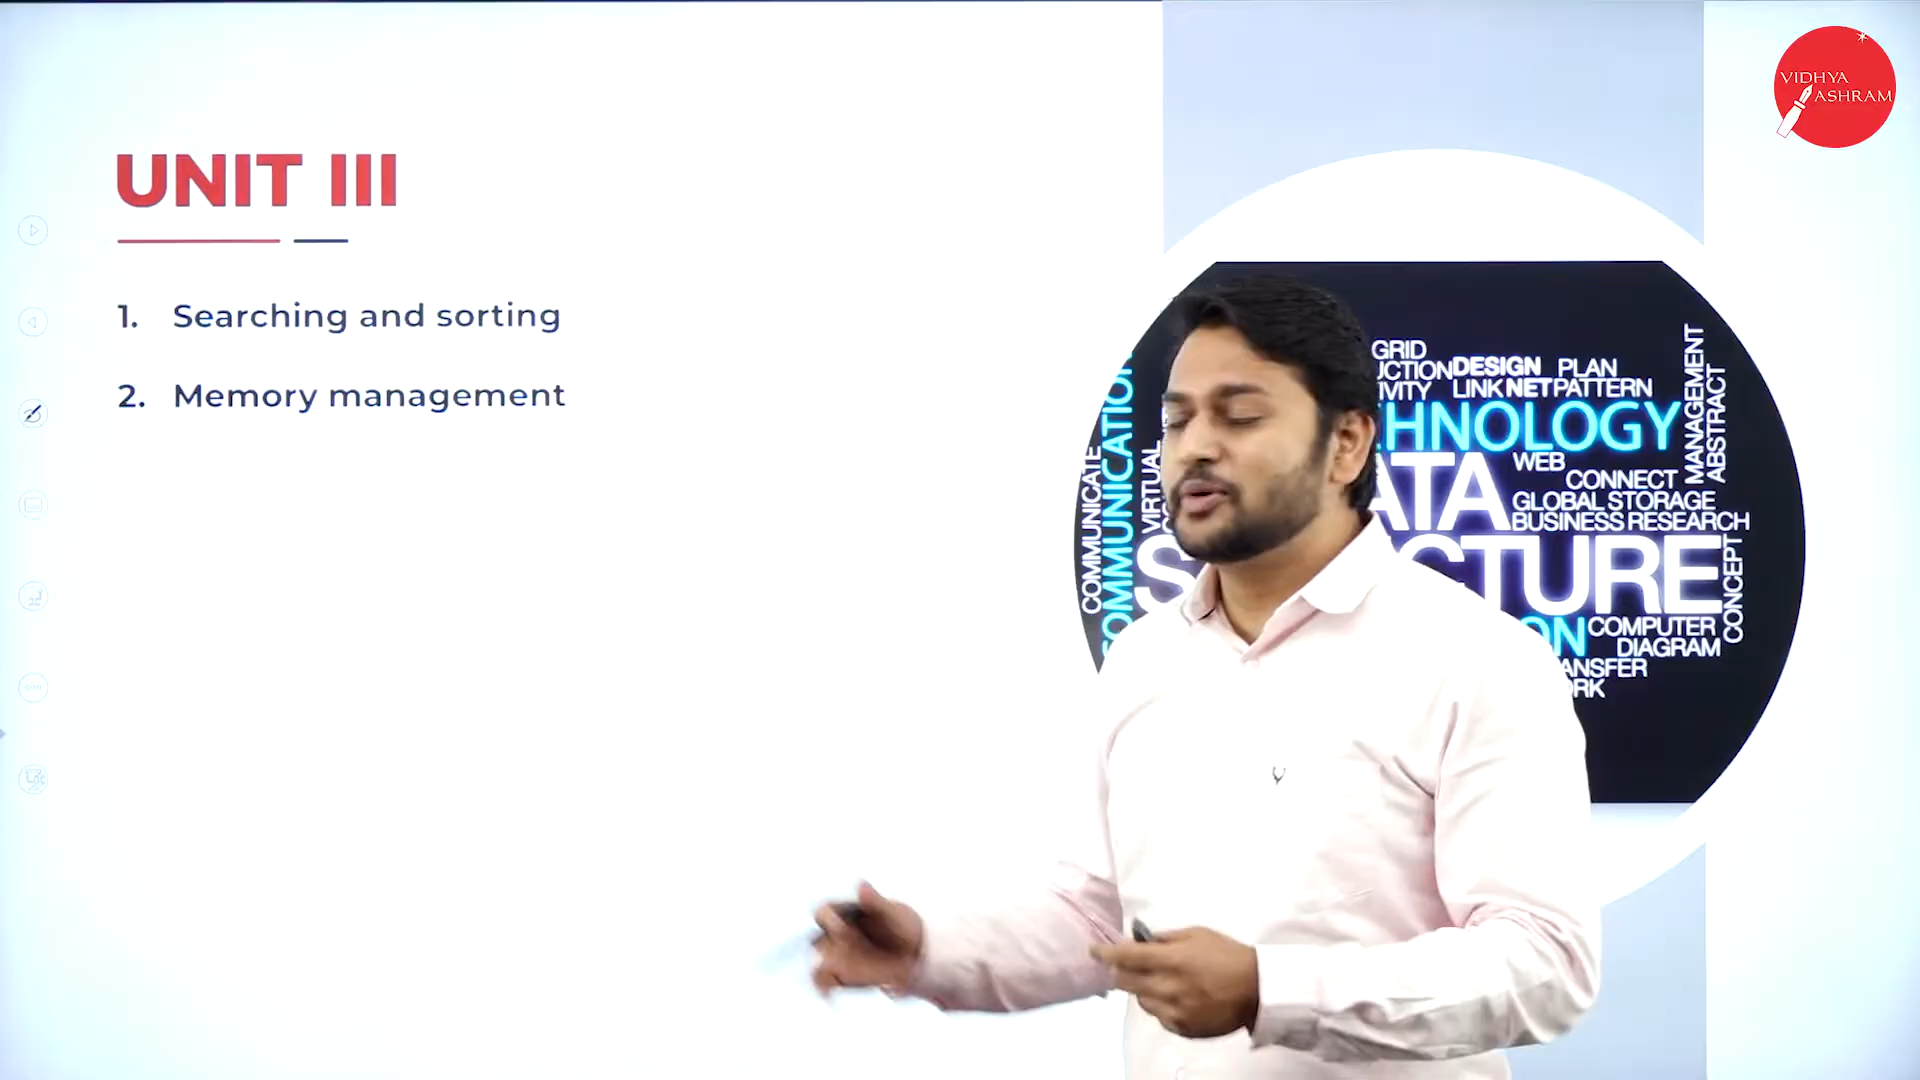 VIDHYA
ASHRAM
UNIT III
1. Searching and sorting
2. Memory management
GRID
DESIGN PLAN
LINK NET PATTERN
MANAGEMENT
ABSTRACT
WEB
CONNECT
GLOBAL STORAGE
BUSINESS RESEARCH
COMMUNICATE
VIRTUAL
CONCEPT
COMPUTER
DIAGRAM